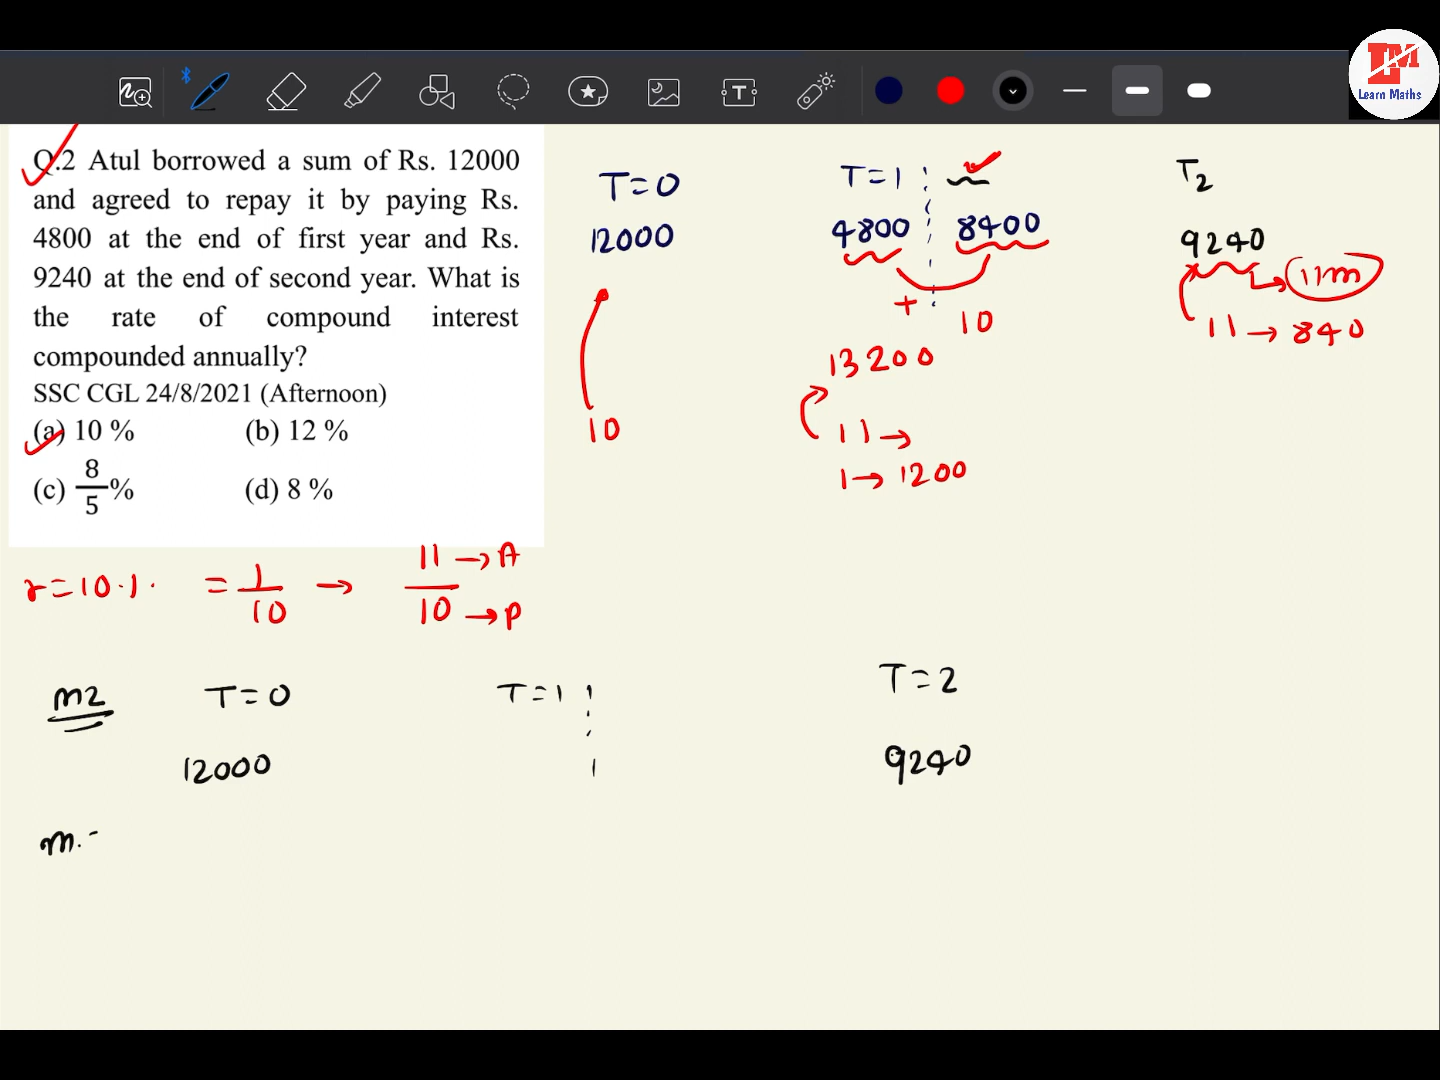 LM
Learn Maths
Q.2 Atul borrowed a sum of Rs. 12000
and agreed to repay it by paying Rs.
4800 at the end of first year and Rs.
9240 at the end of second year. What is
the rate of compound interest
compounded annually?
SSC CGL 24/8/2021 (Afternoon)
(a) 10 % (b) 12 %
(c) 8/5 % (d) 8 %
T=0 T=1 T2
12000 4800 8400 9240
11m
+ 10 11→840
13200
10 11→
1→1200
r=10·1· = 1/10 → 11→A
10→P
m2 T=0 T=1 T=2
12000 9240
m.-